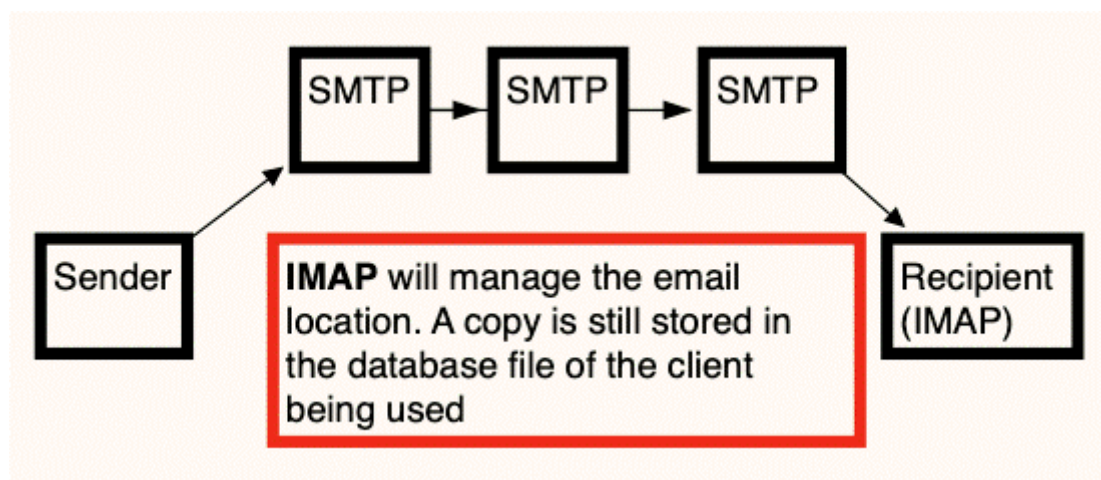 SMTP
SMTP
SMTP
Sender
IMAP will manage the email
location. A copy is still stored in
the database file of the client
being used
Recipient
(IMAP)